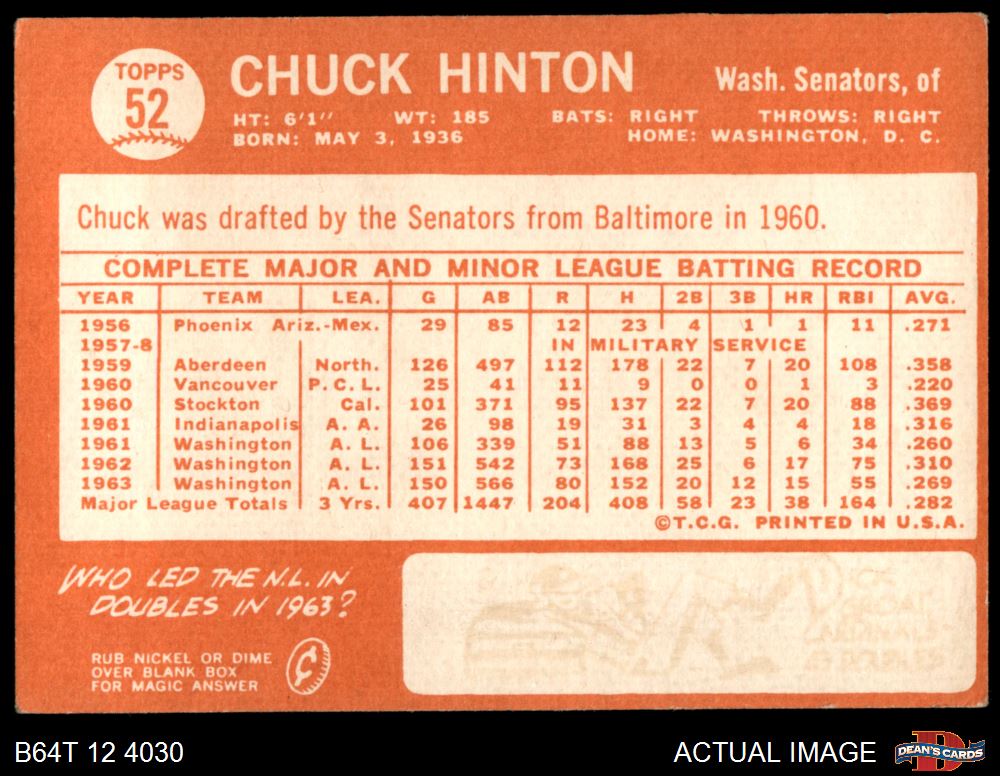 TOPPS
52
CHUCK HINTON
Wash. Senators, of
HT: 6'1" WT: 185 BATS: RIGHT THROWS: RIGHT
BORN: MAY 3, 1936 HOME: WASHINGTON, D. C.
Chuck was drafted by the Senators from Baltimore in 1960.
COMPLETE MAJOR AND MINOR LEAGUE BATTING RECORD
YEAR TEAM LEA. G AB R H 2B 3B HR RBI AVG.
1956 Phoenix Ariz.-Mex. 29 85 12 23 4 1 1 11 .271
1957-8 IN MILITARY SERVICE
1959 Aberdeen North. 126 497 112 178 22 7 20 108 .358
1960 Vancouver P. C. L. 25 41 11 9 0 0 1 3 .220
1960 Stockton Cal. 101 371 95 137 22 7 20 88 .369
1961 Indianapolis A. A. 26 98 19 31 3 4 4 18 .316
1961 Washington A. L. 106 339 51 88 13 5 6 34 .260
1962 Washington A. L. 151 542 73 168 25 6 17 75 .310
1963 Washington A. L. 150 566 80 152 20 12 15 55 .269
Major League Totals 3 Yrs. 407 1447 204 408 58 23 38 164 .282
©T.C.G. PRINTED IN U.S.A.
WHO LED THE N.L. IN
DOUBLES IN 1963?
RUB NICKEL OR DIME
OVER BLANK BOX
FOR MAGIC ANSWER
B64T 12 4030
ACTUAL IMAGE
DEAN'S CARDS